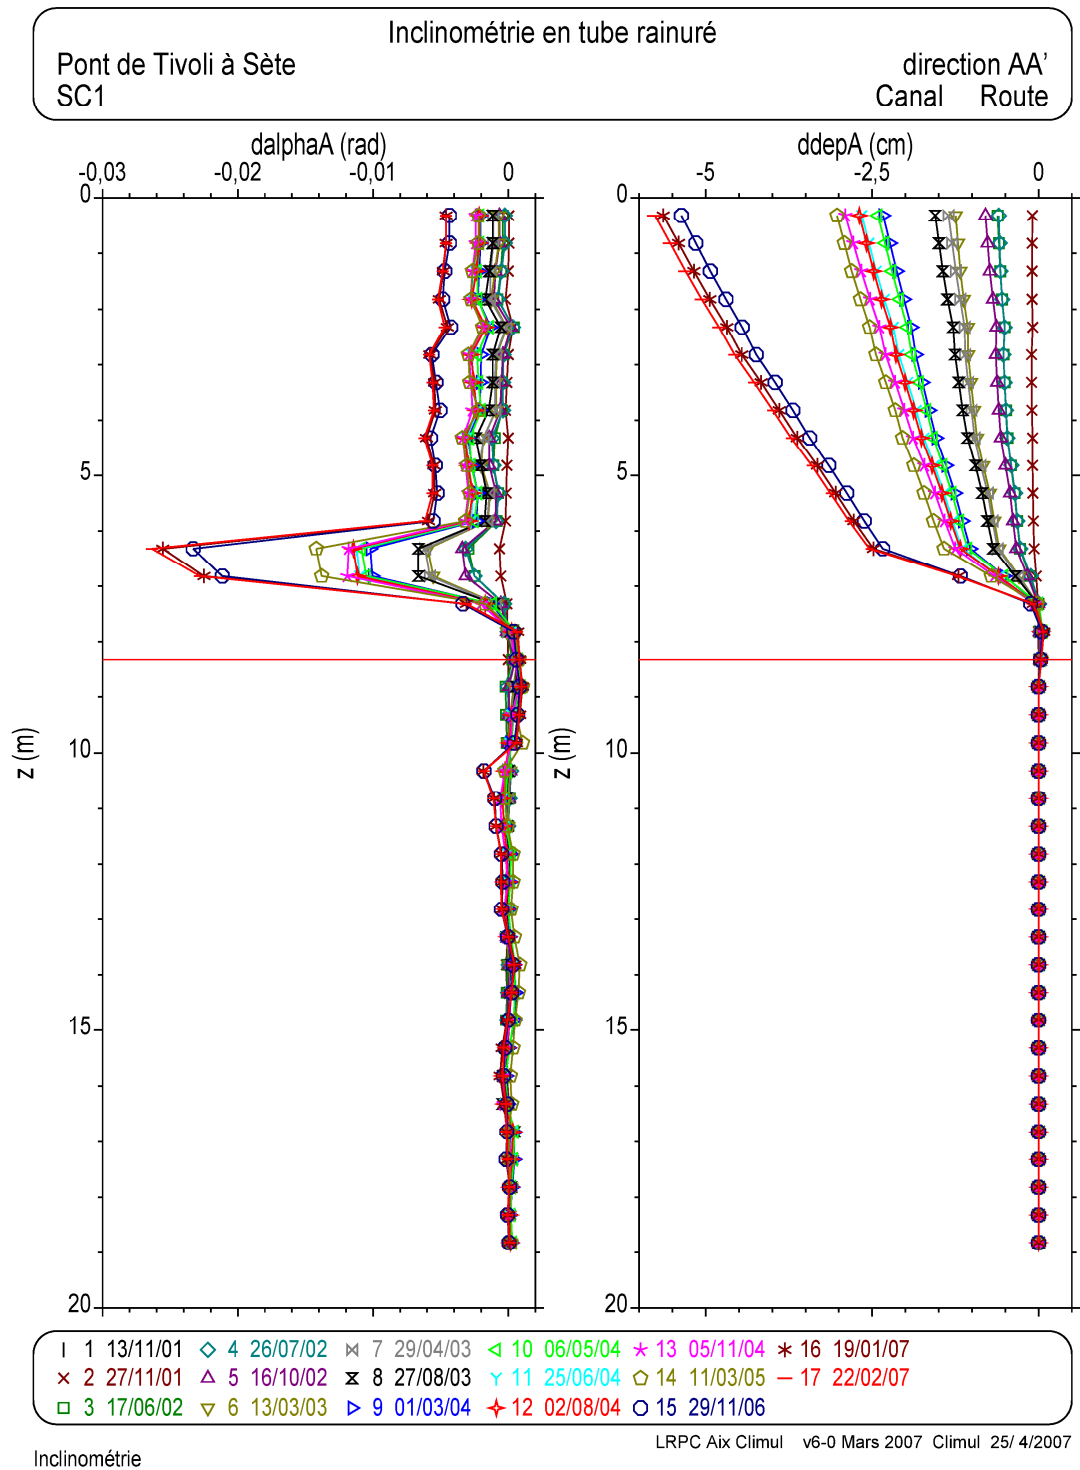 Inclinométrie en tube rainuré
Pont de Tivoli à Sète direction AA'
SC1 Canal Route
dalphaA (rad) ddepA (cm)
-0,03 -0,02 -0,01 0 -5 -2,5 0
0 0
5 5
z (m) z (m)
10 10
15 15
20 20
1 13/11/01 4 26/07/02 7 29/04/03 10 06/05/04 13 05/11/04 16 19/01/07
2 27/11/01 5 16/10/02 8 27/08/03 11 25/06/04 14 11/03/05 17 22/02/07
3 17/06/02 6 13/03/03 9 01/03/04 12 02/08/04 15 29/11/06
LRPC Aix Climul v6-0 Mars 2007 Climul 25/ 4/2007
Inclinométrie